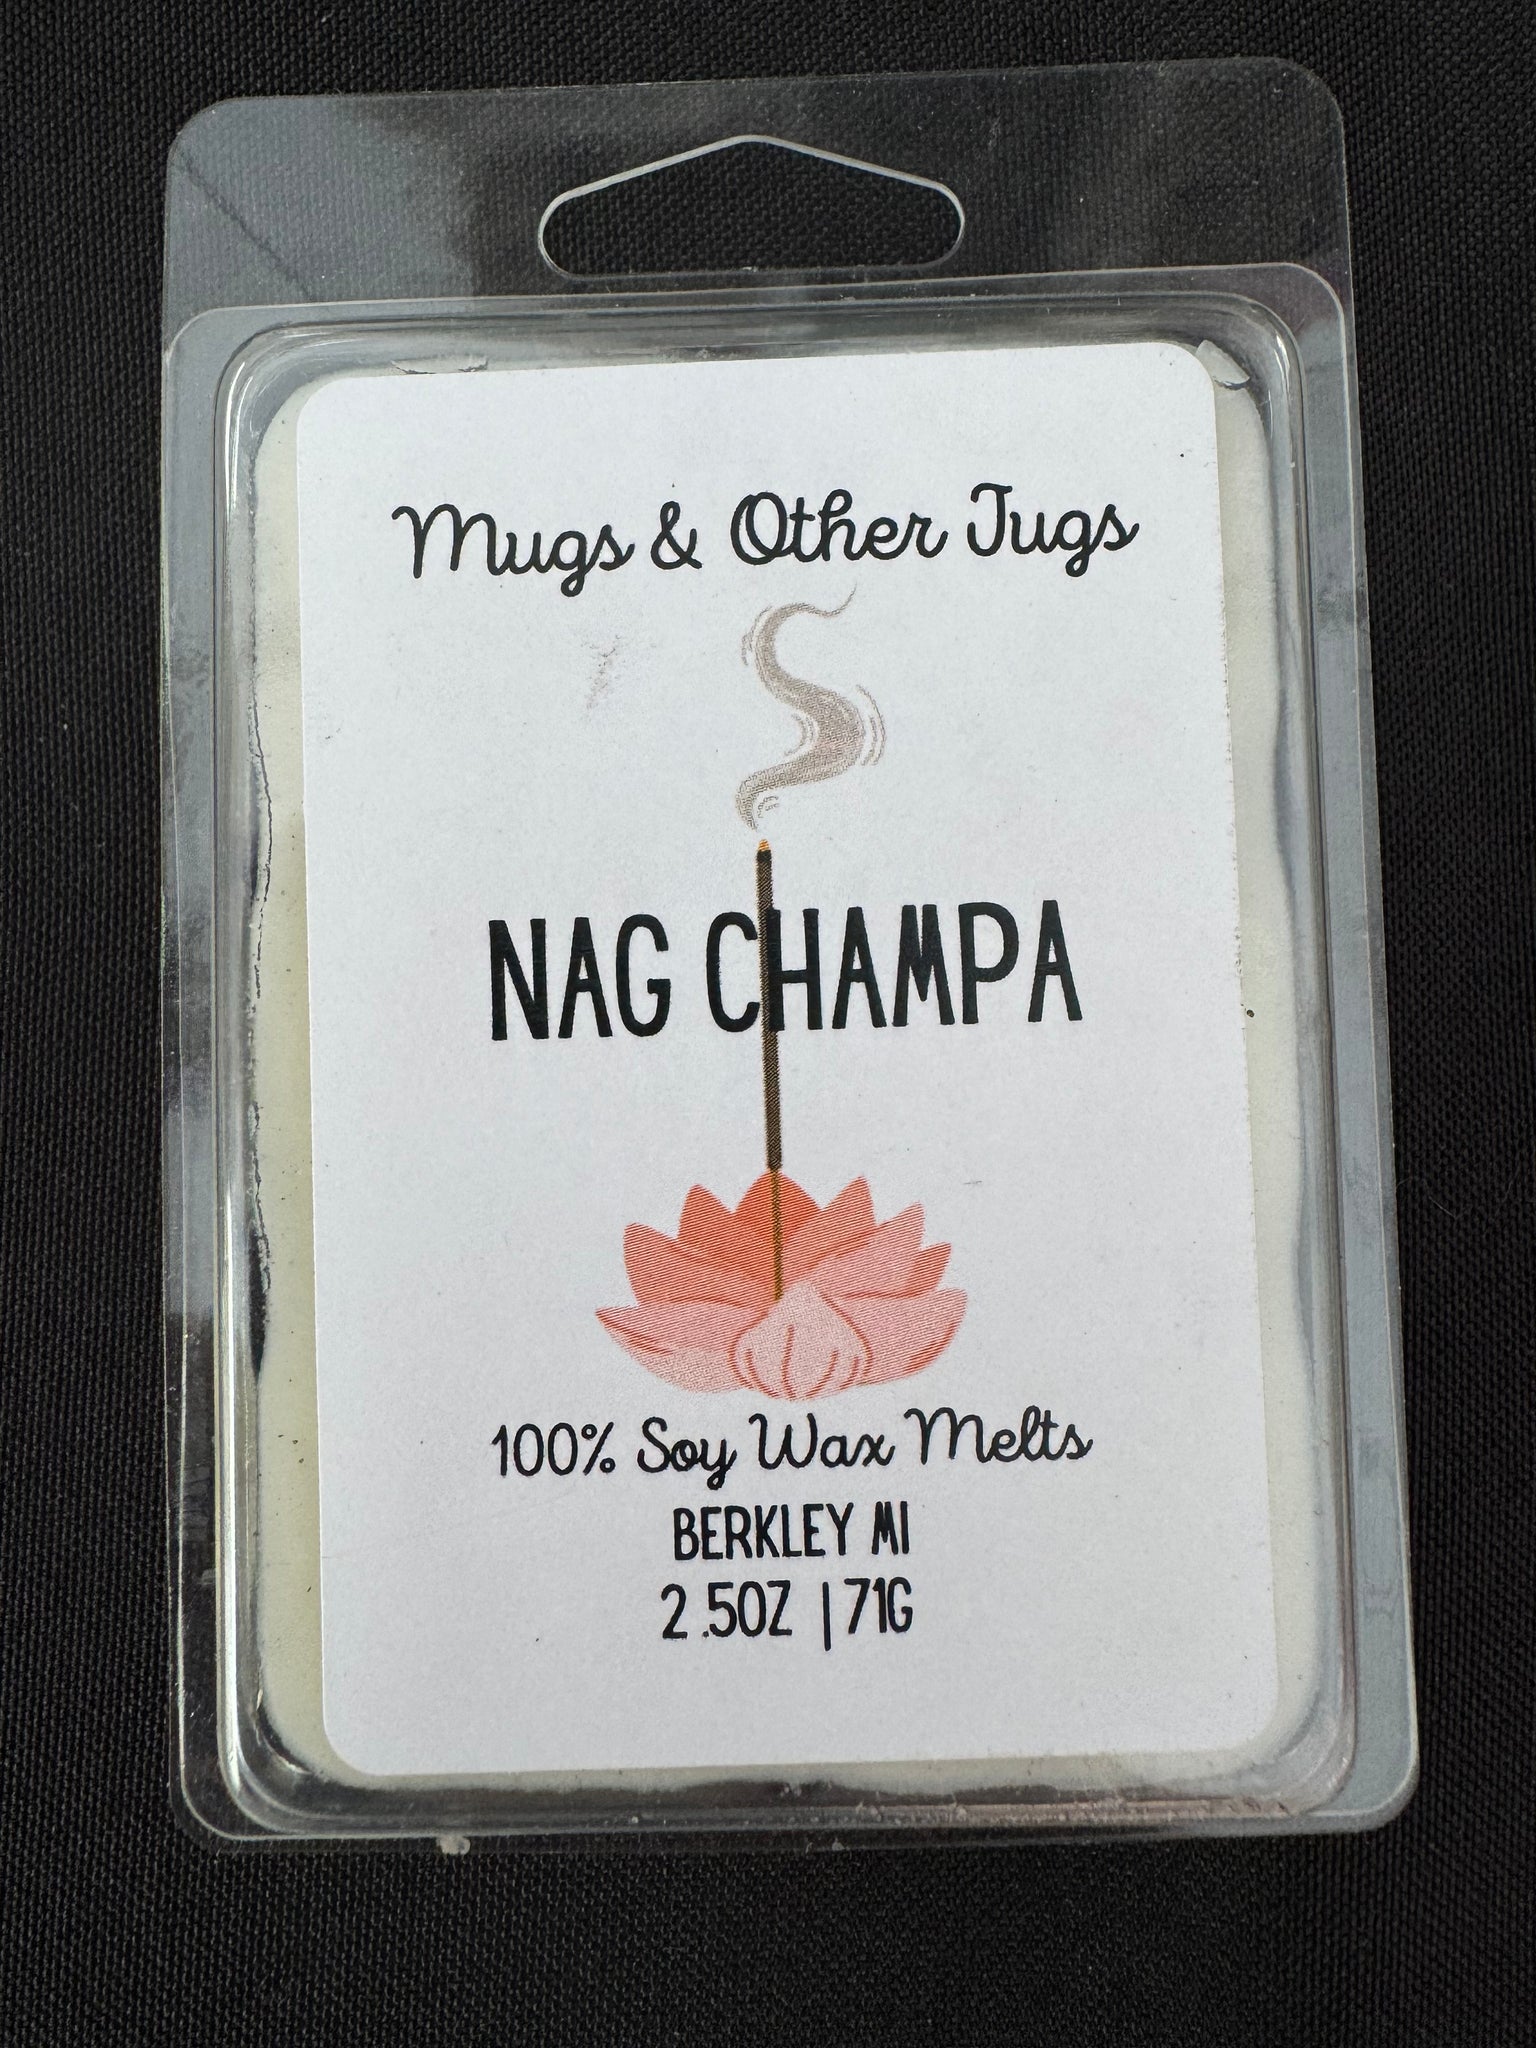 Mugs & Other Jugs
NAG CHAMPA
100% Soy Wax Melts
BERKLEY MI
2.5OZ | 71G